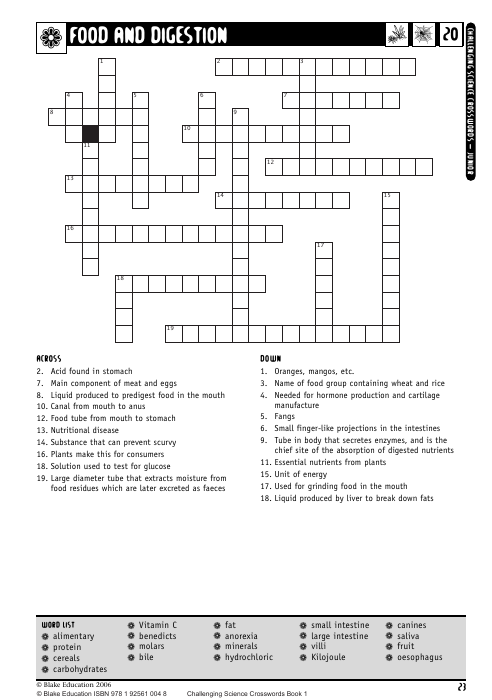 FOOD AND DIGESTION
20
CHALLENGING SCIENCE CROSSWORDS – JUNIOR
1
2
3
4
5
6
7
8
9
10
11
12
13
14
15
16
17
18
19
ACROSS
2. Acid found in stomach
7. Main component of meat and eggs
8. Liquid produced to predigest food in the mouth
10. Canal from mouth to anus
12. Food tube from mouth to stomach
13. Nutritional disease
14. Substance that can prevent scurvy
16. Plants make this for consumers
18. Solution used to test for glucose
19. Large diameter tube that extracts moisture from
food residues which are later excreted as faeces
DOWN
1. Oranges, mangos, etc.
3. Name of food group containing wheat and rice
4. Needed for hormone production and cartilage
manufacture
5. Fangs
6. Small finger-like projections in the intestines
9. Tube in body that secretes enzymes, and is the
chief site of the absorption of digested nutrients
11. Essential nutrients from plants
15. Unit of energy
17. Used for grinding food in the mouth
18. Liquid produced by liver to break down fats
WORD LIST
alimentary
protein
cereals
carbohydrates
Vitamin C
benedicts
molars
bile
fat
anorexia
minerals
hydrochloric
small intestine
large intestine
villi
Kilojoule
canines
saliva
fruit
oesophagus
© Blake Education 2006
23
© Blake Education ISBN 978 1 92561 004 8 Challenging Science Crosswords Book 1